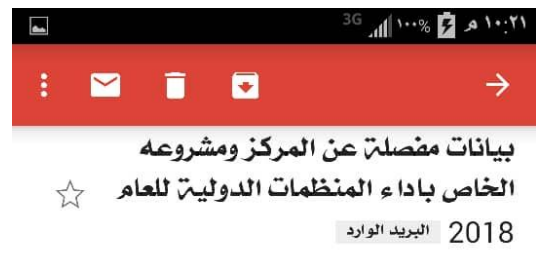 ١٠:٢١ م ١٠٠% 3G
بيانات مفصلة عن المركز ومشروعه
الخاص باداء المنظمات الدولية للعام
2018 البريد الوارد